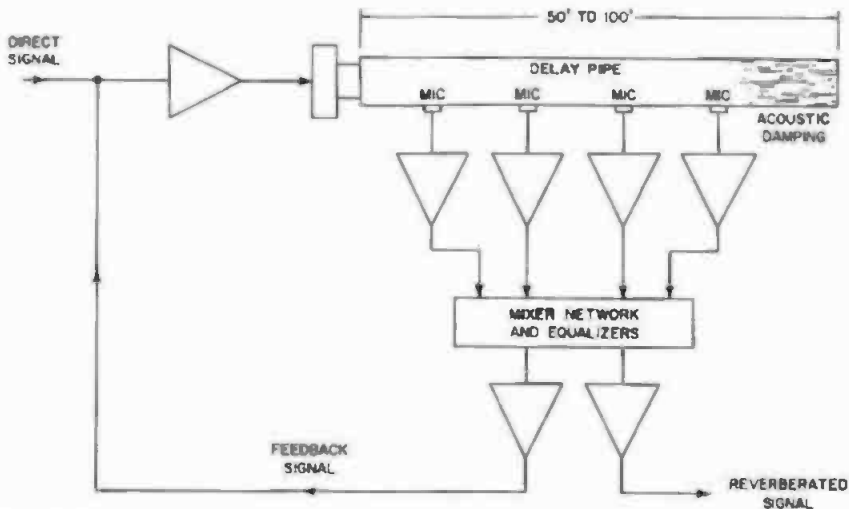 50' TO 100'
DIRECT
SIGNAL
DELAY PIPE
MIC
MIC
MIC
MIC
ACOUSTIC
DAMPING
MIXER NETWORK
AND EQUALIZERS
FEEDBACK
SIGNAL
REVERBERATED
SIGNAL